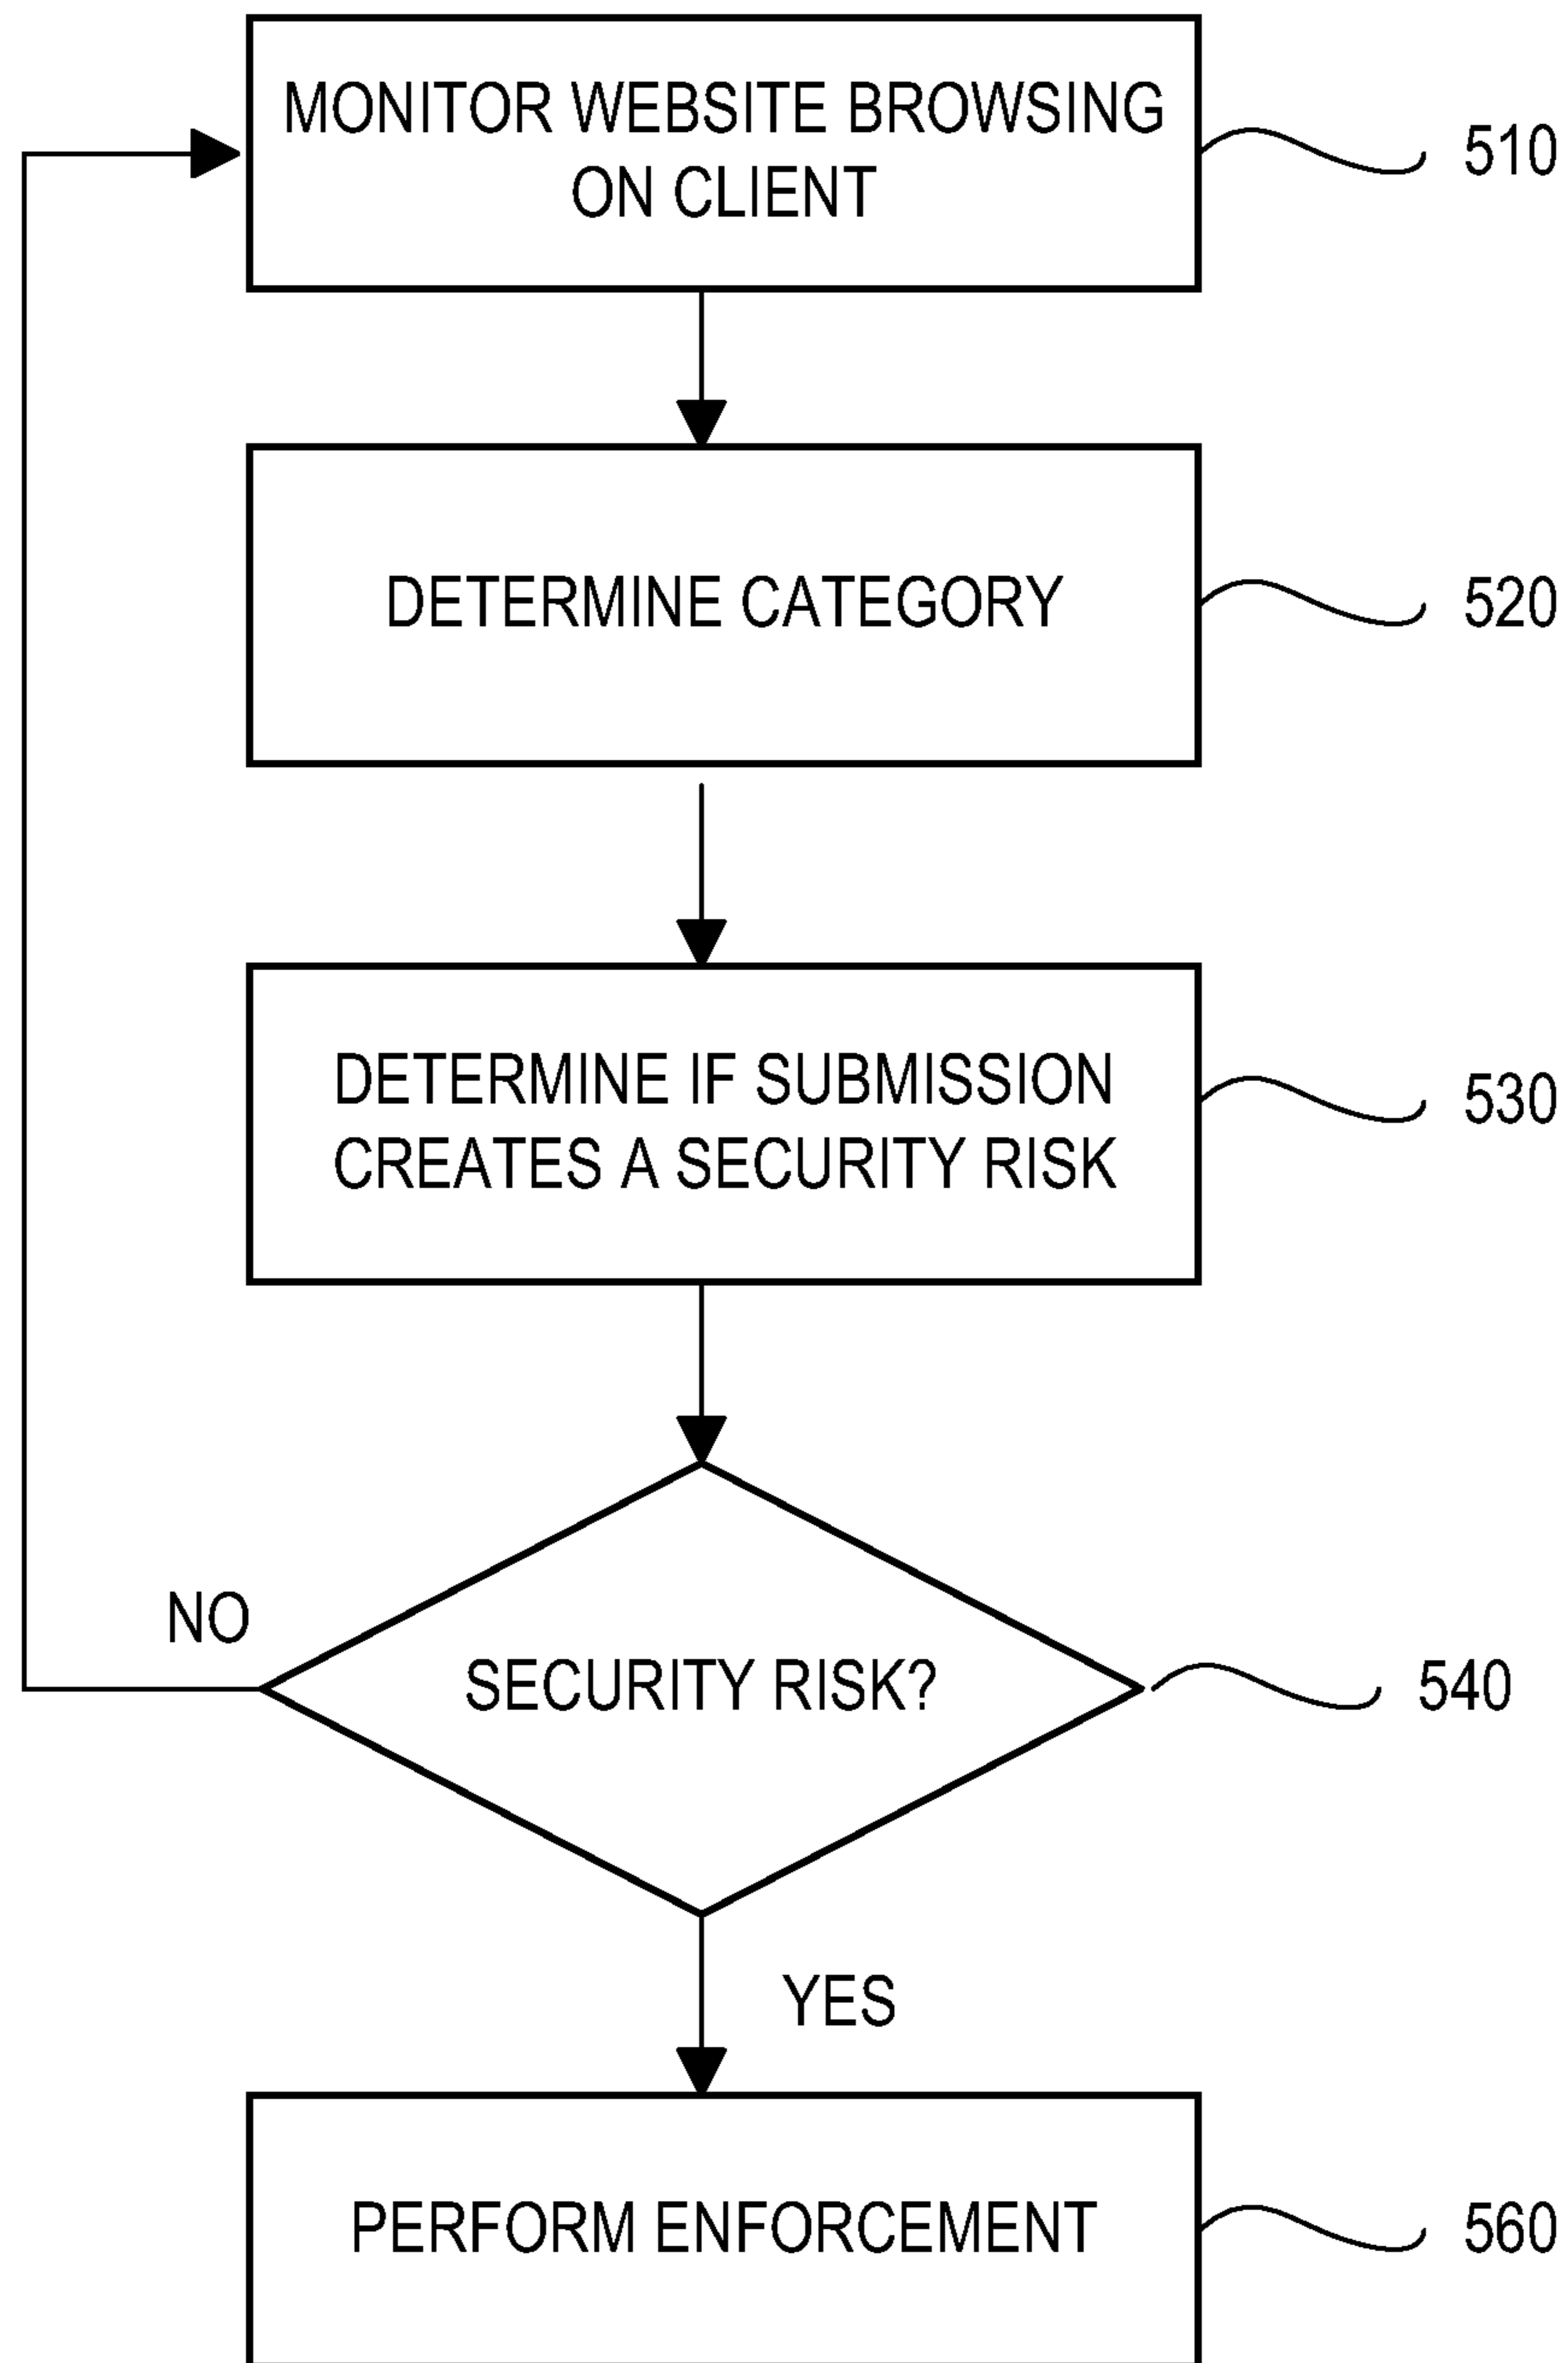 MONITOR WEBSITE BROWSING
ON CLIENT
510
DETERMINE CATEGORY
520
DETERMINE IF SUBMISSION
CREATES A SECURITY RISK
530
NO
SECURITY RISK?
540
YES
PERFORM ENFORCEMENT
560